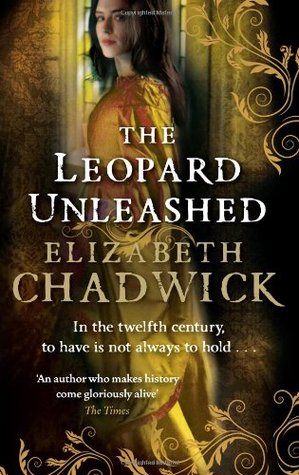 THE
LEOPARD
UNLEASHED
ELIZABETH
CHADWICK
In the twelfth century,
to have is not always to hold . . .
‘An author who makes history
come gloriously alive’
The Times